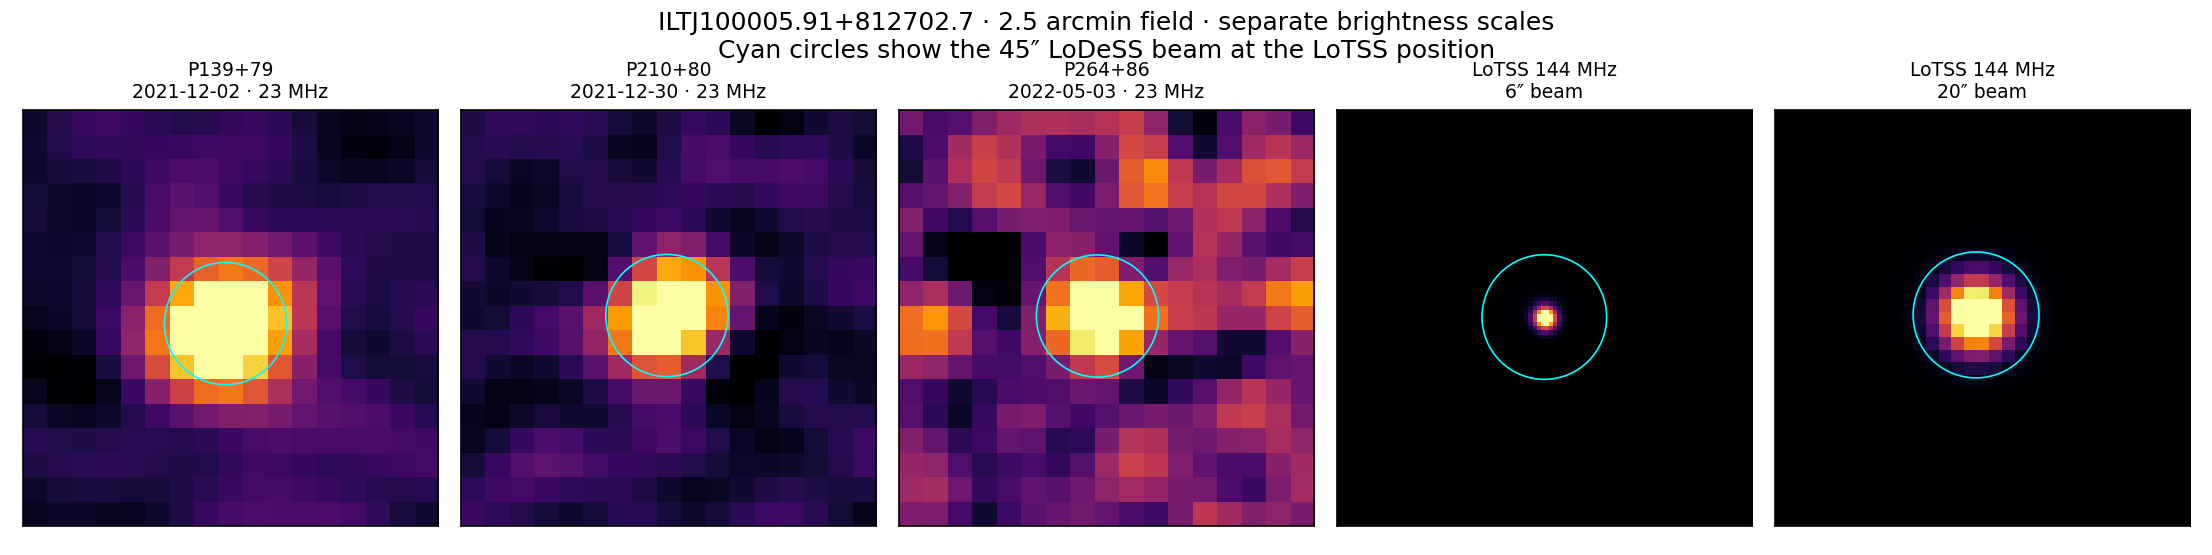 ILTJ100005.91+812702.7 · 2.5 arcmin field · separate brightness scales
Cyan circles show the 45″ LoDeSS beam at the LoTSS position
P139+79
2021-12-02 · 23 MHz
P210+80
2021-12-30 · 23 MHz
P264+86
2022-05-03 · 23 MHz
LoTSS 144 MHz
6″ beam
LoTSS 144 MHz
20″ beam